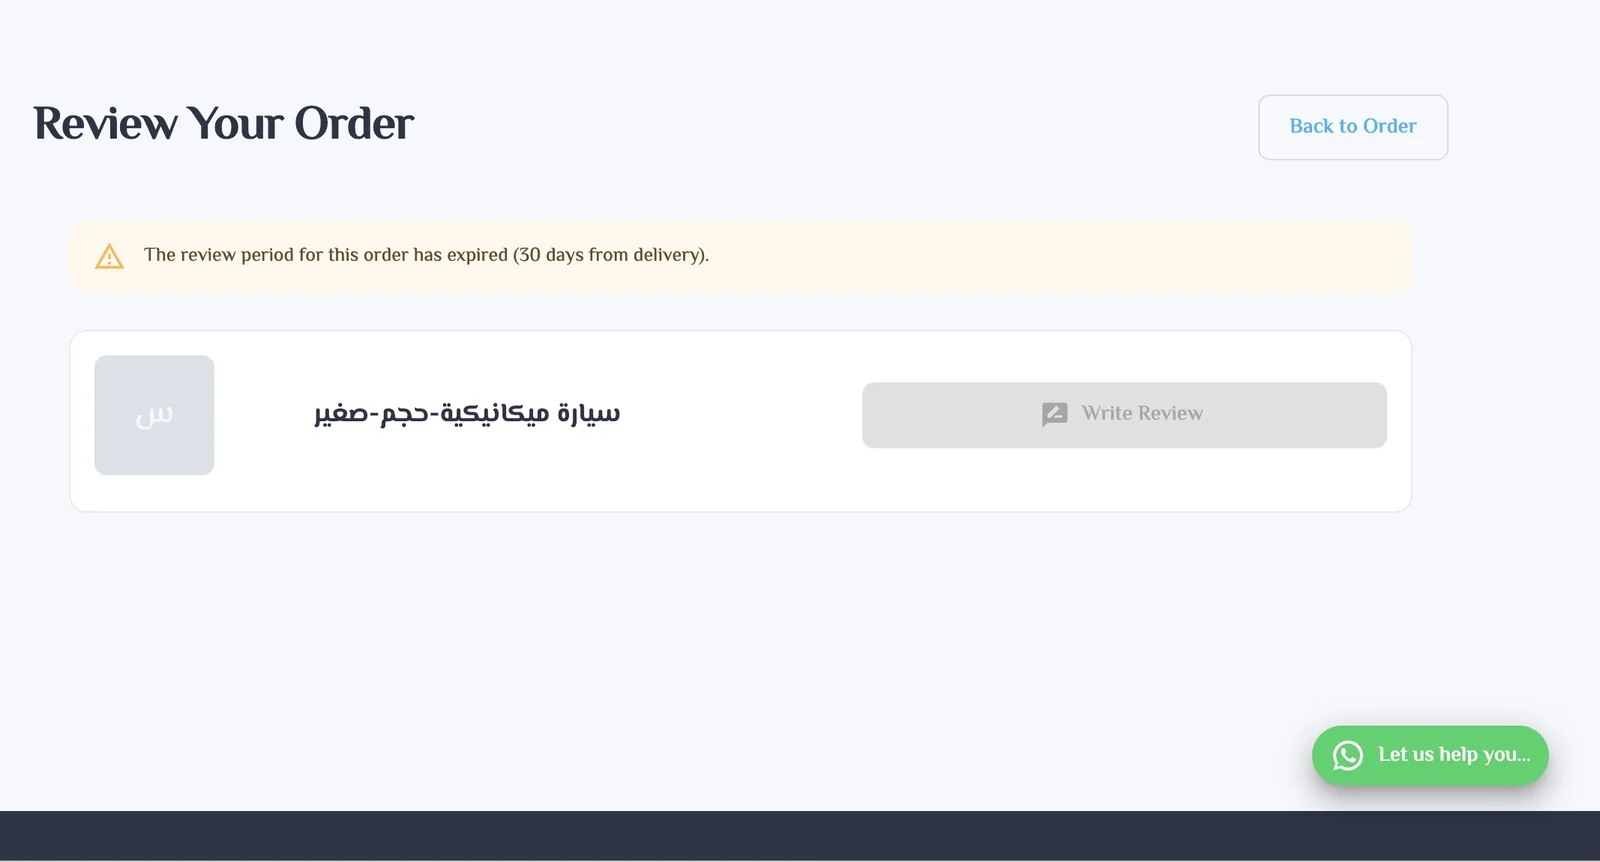 Review Your Order
Back to Order
The review period for this order has expired (30 days from delivery).
س
سيارة ميكانيكية-حجم-صغير
Write Review
Let us help you...